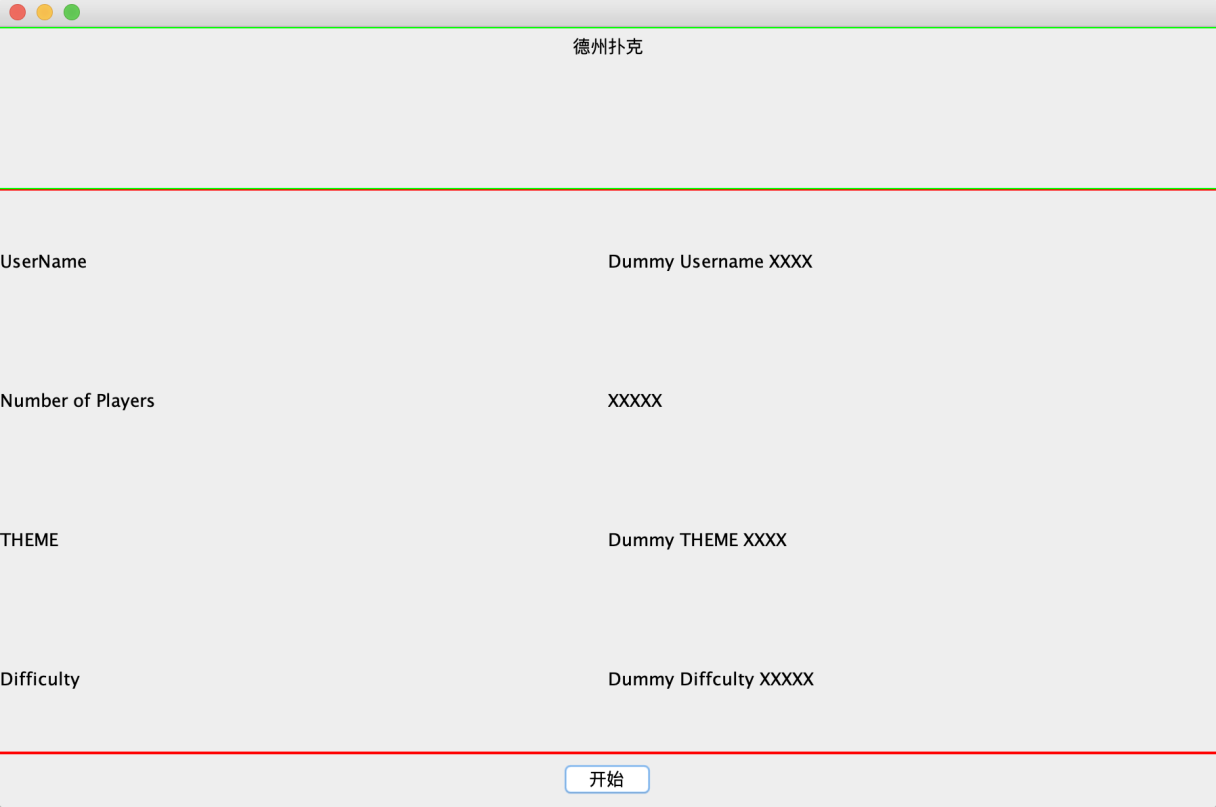 德州扑克
UserName
Dummy Username XXXX
Number of Players
XXXXX
THEME
Dummy THEME XXXX
Difficulty
Dummy Diffculty XXXXX
开始